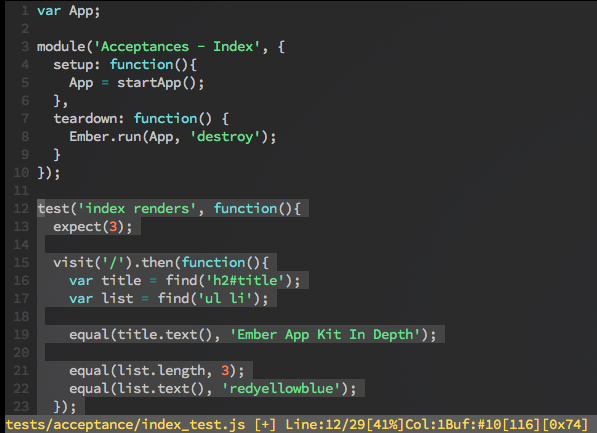 1 var App;
2
3 module('Acceptances - Index', {
4   setup: function(){
5     App = startApp();
6   },
7   teardown: function() {
8     Ember.run(App, 'destroy');
9   }
10 });
11
12 test('index renders', function(){
13   expect(3);
14
15   visit('/').then(function(){
16     var title = find('h2#title');
17     var list = find('ul li');
18
19     equal(title.text(), 'Ember App Kit In Depth');
20
21     equal(list.length, 3);
22     equal(list.text(), 'redyellowblue');
23   });
tests/acceptance/index_test.js [+] Line:12/29[41%]Col:1Buf:#10[116][0x74]